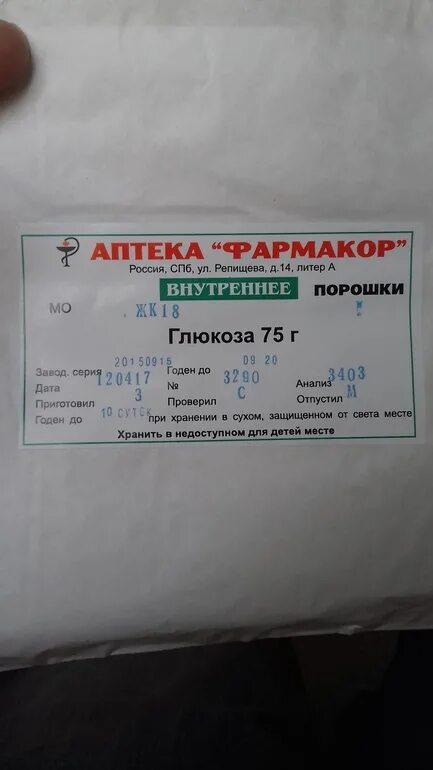 АПТЕКА "ФАРМАКОР"
Россия, СПб, ул. Репищева, д.14, литер А
ВНУТРЕННЕЕ ПОРОШКИ
МО ЖК18
Глюкоза 75 г
Завод. серия 20150915 Годен до 09 20
Дата 120417 № 3290 Анализ 3403
Приготовил 3 Проверил С Отпустил М
Годен до 10 СУТОК при хранении в сухом, защищенном от света месте
Хранить в недоступном для детей месте